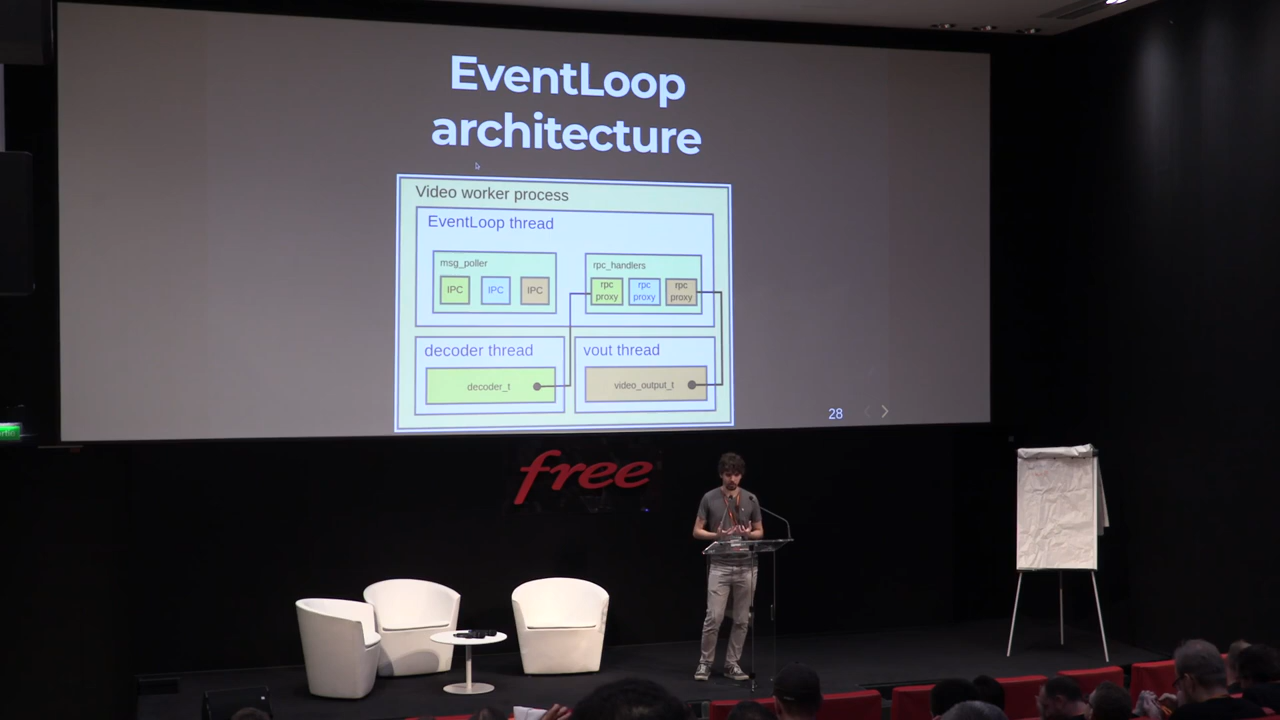 EventLoop
architecture
Video worker process
EventLoop thread
msg_poller
IPC IPC IPC
rpc_handlers
rpc proxy
rpc proxy
rpc proxy
decoder thread
decoder_t
vout thread
video_output_t
28
free